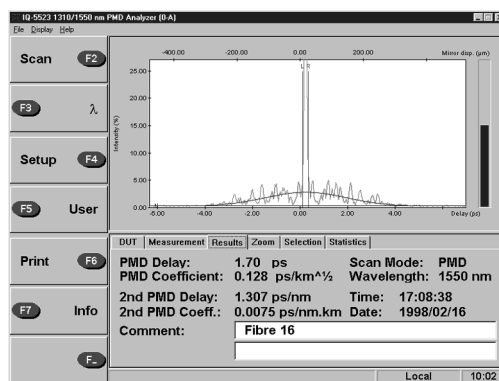 IQ-5523 1310/1550 nm PMD Analyzer (0-A)
File Display Help
Scan F2
F3 λ
Setup F4
F5 User
Print F6
F7 Info
F_
-400.00 -200.00 0.00 200.00 Mirror disp. (µm)
L R
25.00
20.00
15.00
10.00
5.00
0.00
Intensity (%)
-6.00 -4.00 -2.00 0.00 2.00 4.00 Delay (ps)
DUT Measurement Results Zoom Selection Statistics
PMD Delay: 1.70 ps Scan Mode: PMD
PMD Coefficient: 0.128 ps/km^½ Wavelength: 1550 nm
2nd PMD Delay: 1.307 ps/nm Time: 17:08:38
2nd PMD Coeff.: 0.0075 ps/nm.km Date: 1998/02/16
Comment: Fibre 16
Local 10:02